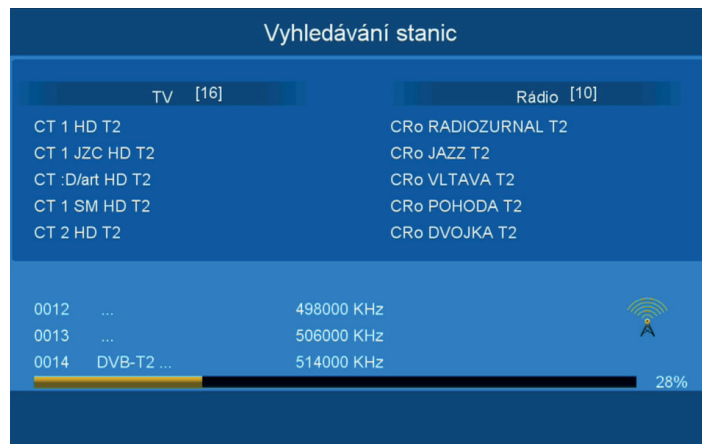 Vyhledávání stanic
TV [16]
CT 1 HD T2
CT 1 JZC HD T2
CT :D/art HD T2
CT 1 SM HD T2
CT 2 HD T2
Rádio [10]
CRo RADIOZURNAL T2
CRo JAZZ T2
CRo VLTAVA T2
CRo POHODA T2
CRo DVOJKA T2
0012 ... 498000 KHz
0013 ... 506000 KHz
0014 DVB-T2 ... 514000 KHz
28%